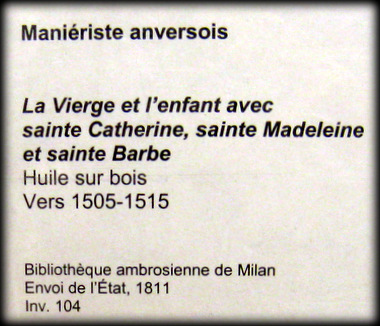 Maniériste anversois
La Vierge et l'enfant avec
sainte Catherine, sainte Madeleine
et sainte Barbe
Huile sur bois
Vers 1505-1515
Bibliothèque ambrosienne de Milan
Envoi de l'État, 1811
Inv. 104